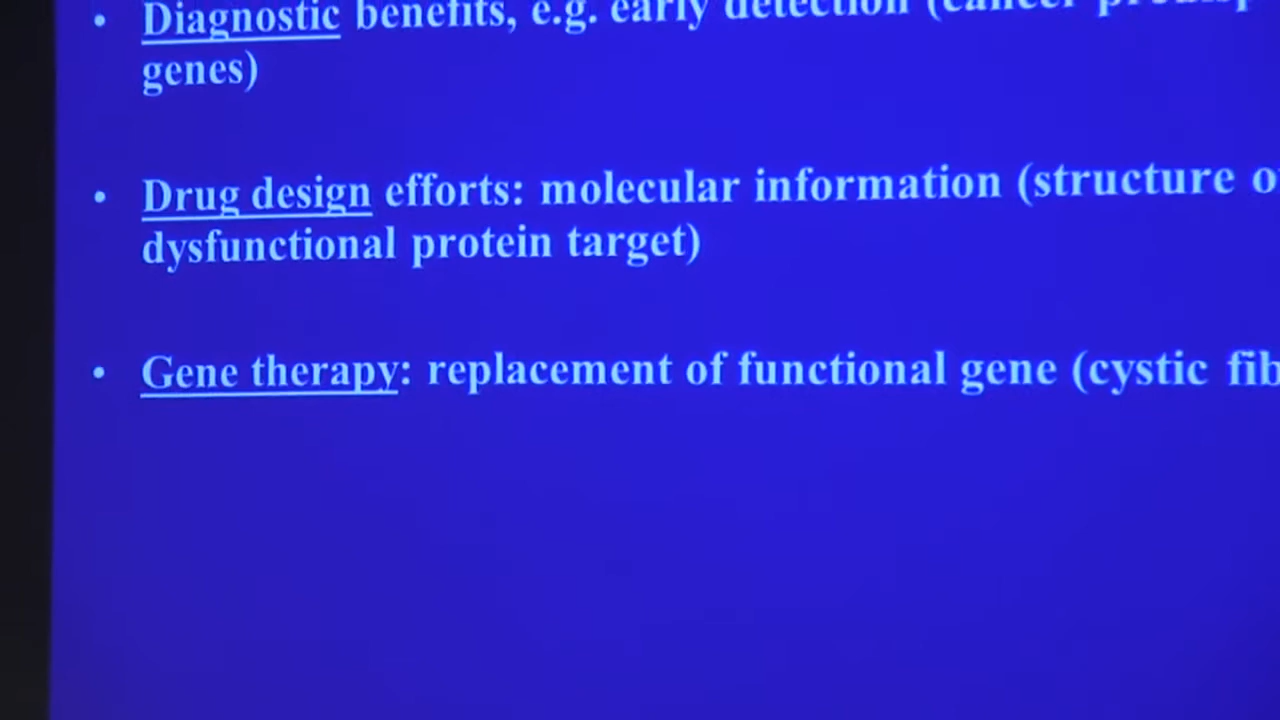 • Diagnostic benefits, e.g. early detection (cancer
genes)
• Drug design efforts: molecular information (structure
dysfunctional protein target)
• Gene therapy: replacement of functional gene (cystic